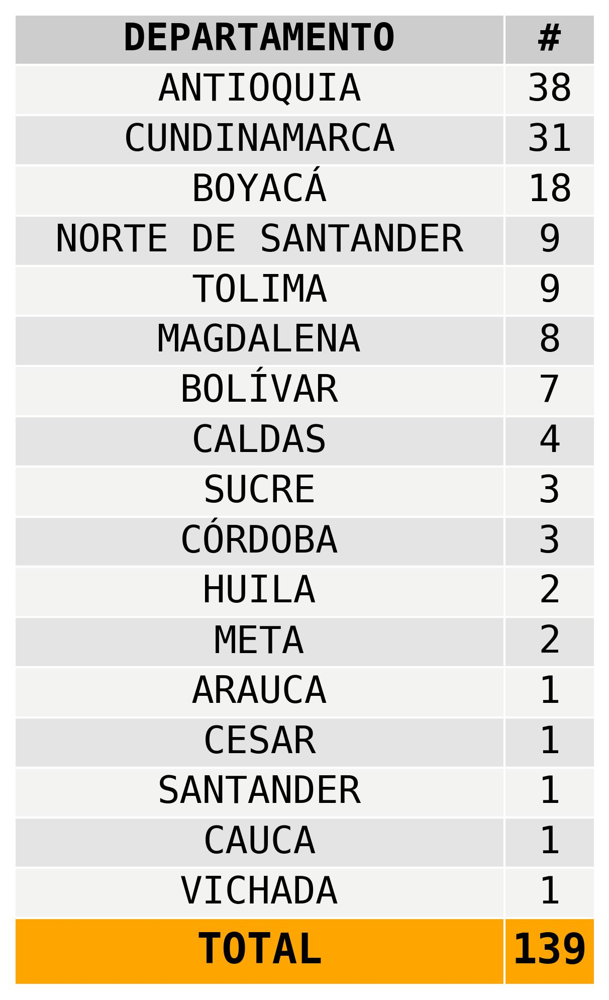 DEPARTAMENTO #
ANTIOQUIA 38
CUNDINAMARCA 31
BOYACÁ 18
NORTE DE SANTANDER 9
TOLIMA 9
MAGDALENA 8
BOLÍVAR 7
CALDAS 4
SUCRE 3
CÓRDOBA 3
HUILA 2
META 2
ARAUCA 1
CESAR 1
SANTANDER 1
CAUCA 1
VICHADA 1
TOTAL 139